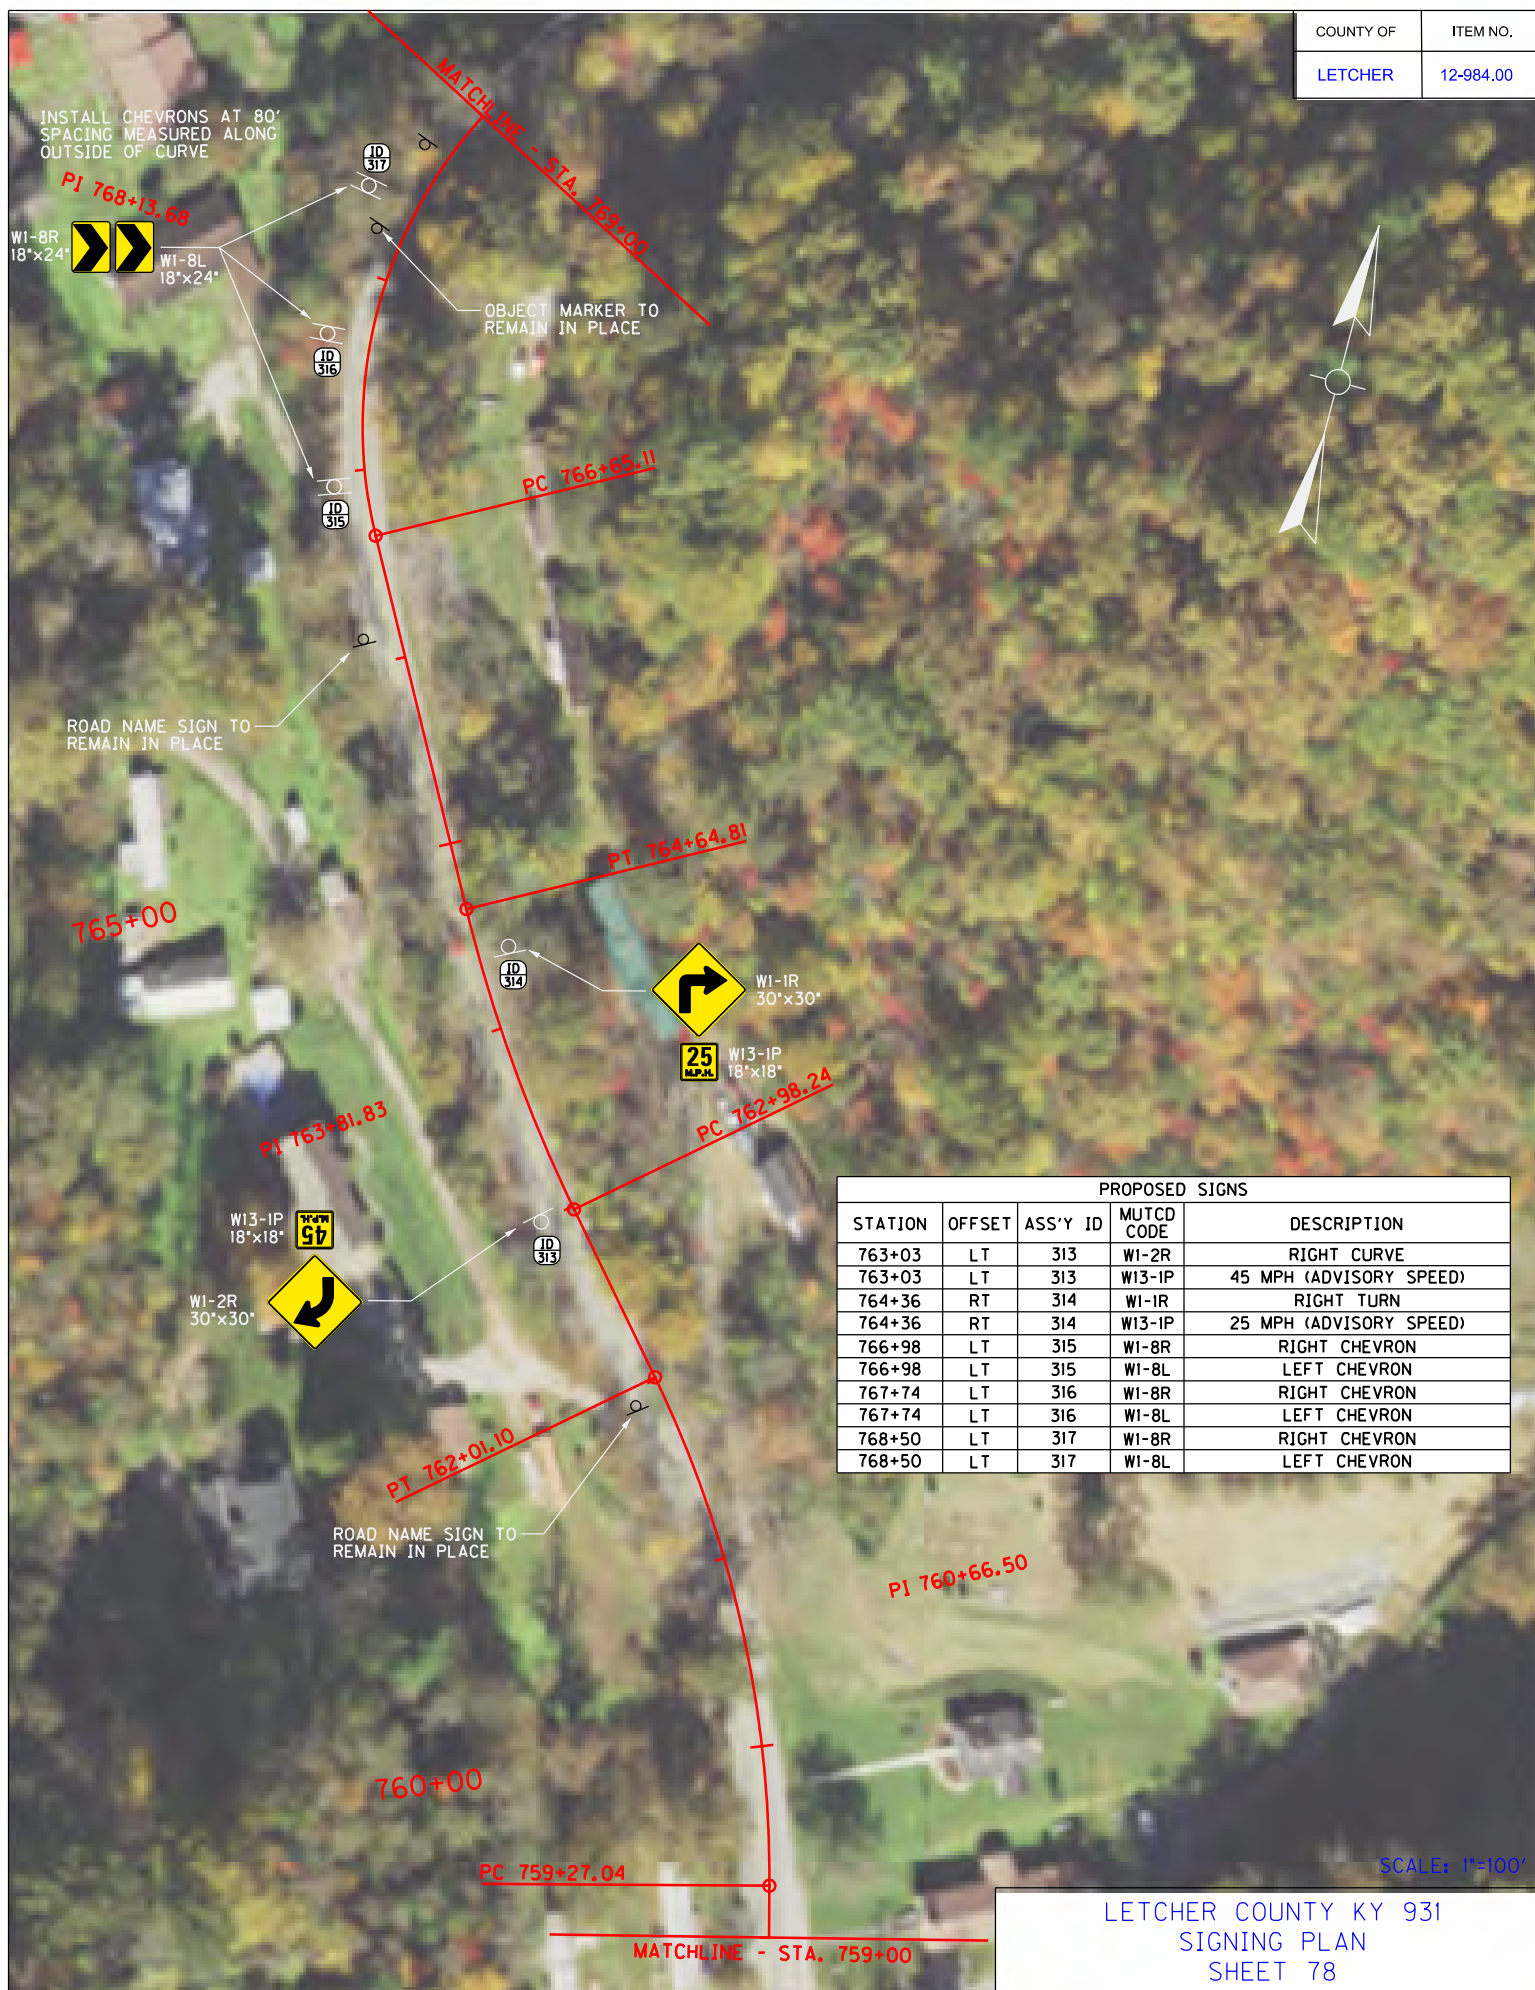 COUNTY OF ITEM NO.
LETCHER 12-984.00
MATCHLINE - STA. 769+00
INSTALL CHEVRONS AT 80'
SPACING MEASURED ALONG
OUTSIDE OF CURVE
ID
317
PI 768+13.68
W1-8R
18"x24"
W1-8L
18"x24"
OBJECT MARKER TO
REMAIN IN PLACE
ID
316
PC 766+65.11
ID
315
ROAD NAME SIGN TO
REMAIN IN PLACE
PT 764+64.81
765+00
ID
314
W1-1R
30"x30"
25
M.P.H.
W13-1P
18"x18"
PC 762+98.24
PI 763+81.83
W13-1P
18"x18"
45
M.P.H.
ID
313
W1-2R
30"x30"
PROPOSED SIGNS
STATION OFFSET ASS'Y ID MUTCD CODE DESCRIPTION
763+03 LT 313 W1-2R RIGHT CURVE
763+03 LT 313 W13-1P 45 MPH (ADVISORY SPEED)
764+36 RT 314 W1-1R RIGHT TURN
764+36 RT 314 W13-1P 25 MPH (ADVISORY SPEED)
766+98 LT 315 W1-8R RIGHT CHEVRON
766+98 LT 315 W1-8L LEFT CHEVRON
767+74 LT 316 W1-8R RIGHT CHEVRON
767+74 LT 316 W1-8L LEFT CHEVRON
768+50 LT 317 W1-8R RIGHT CHEVRON
768+50 LT 317 W1-8L LEFT CHEVRON
PT 762+01.10
ROAD NAME SIGN TO
REMAIN IN PLACE
PI 760+66.50
760+00
PC 759+27.04
MATCHLINE - STA. 759+00
SCALE: 1"=100'
LETCHER COUNTY KY 931
SIGNING PLAN
SHEET 78